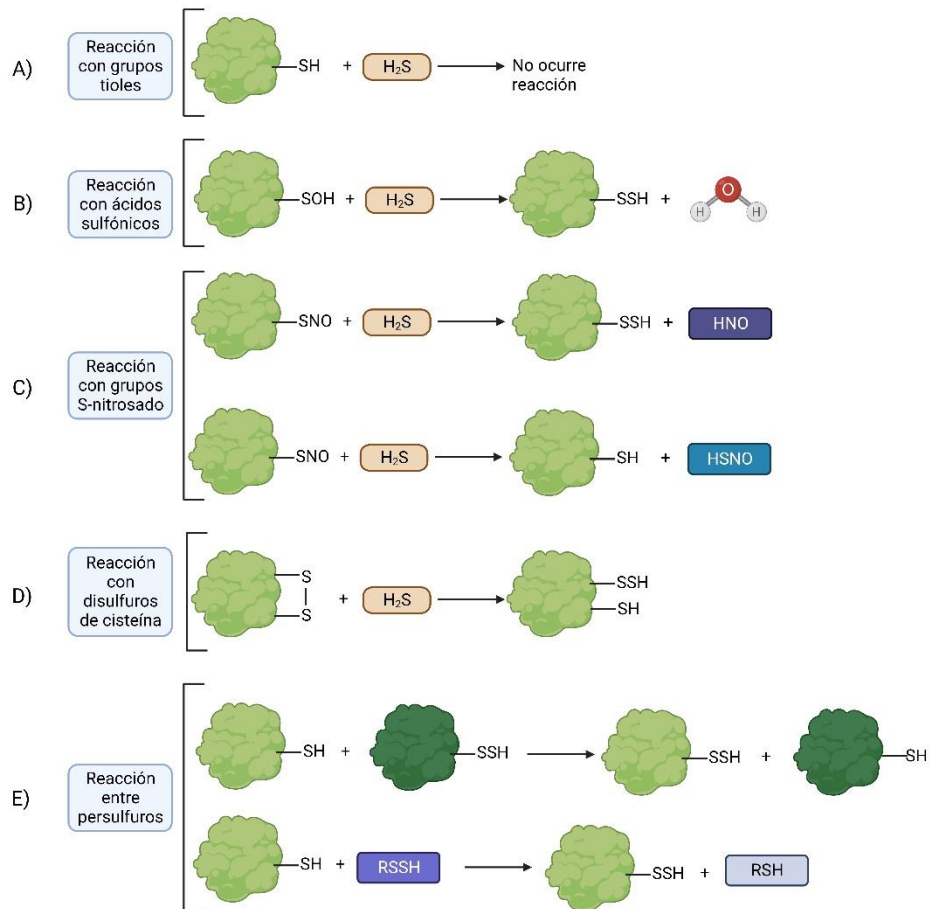 A)
Reacción
con grupos
tioles
—SH + H₂S
No ocurre
reacción
B)
Reacción
con ácidos
sulfónicos
—SOH + H₂S
—SSH + H O H
C)
Reacción
con grupos
S-nitrosado
—SNO + H₂S
—SSH + HNO
—SNO + H₂S
—SH + HSNO
D)
Reacción
con
disulfuros
de cisteína
S
S
+ H₂S
SSH
SH
E)
Reacción
entre
persulfuros
—SH + —SSH
—SSH + —SH
—SH + RSSH
—SSH + RSH